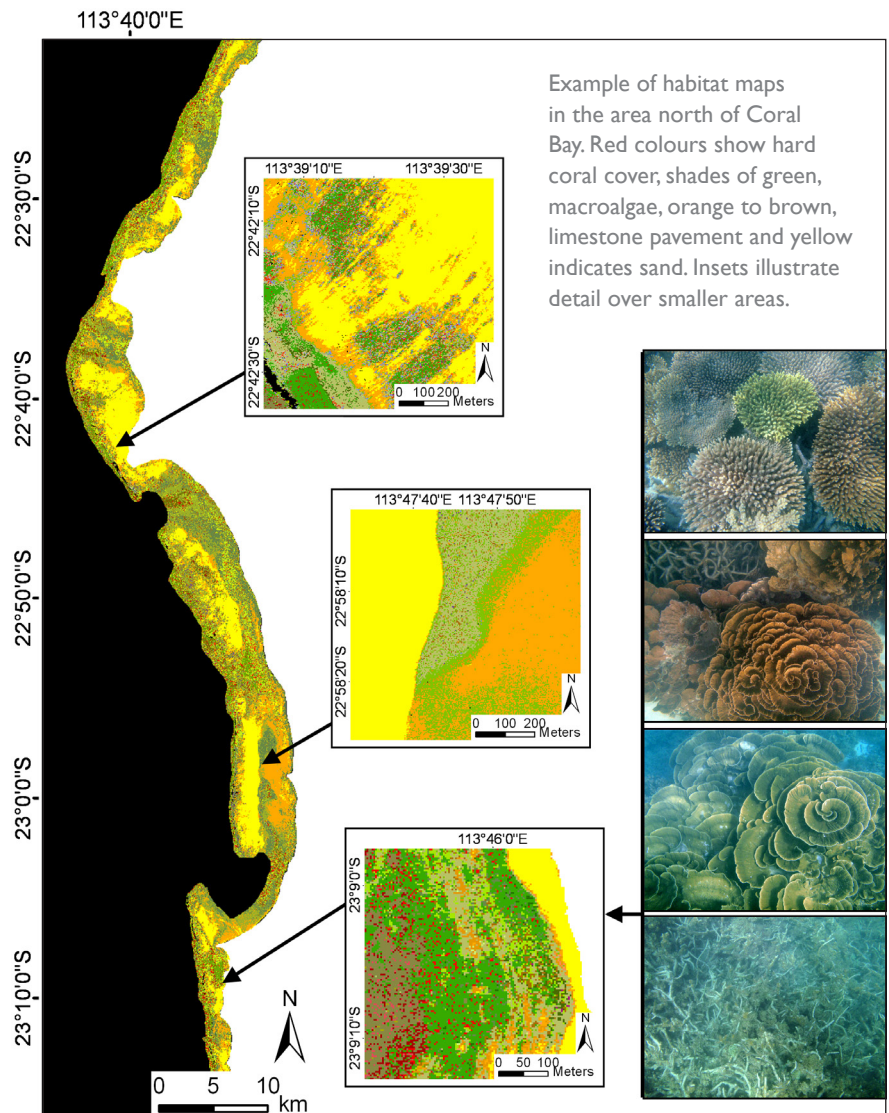 113°40'0"E
Example of habitat maps
in the area north of Coral
Bay. Red colours show hard
coral cover, shades of green,
macroalgae, orange to brown,
limestone pavement and yellow
indicates sand. Insets illustrate
detail over smaller areas.
22°30'0"S
22°40'0"S
22°50'0"S
23°0'0"S
23°10'0"S
113°39'10"E 113°39'30"E
22°42'10"S
22°42'30"S
N
0 100 200
Meters
113°47'40"E 113°47'50"E
22°58'10"S
22°58'20"S
N
0 100 200
Meters
113°46'0"E
23°9'0"S
23°9'10"S
N
0 50 100
Meters
N
0 5 10
km